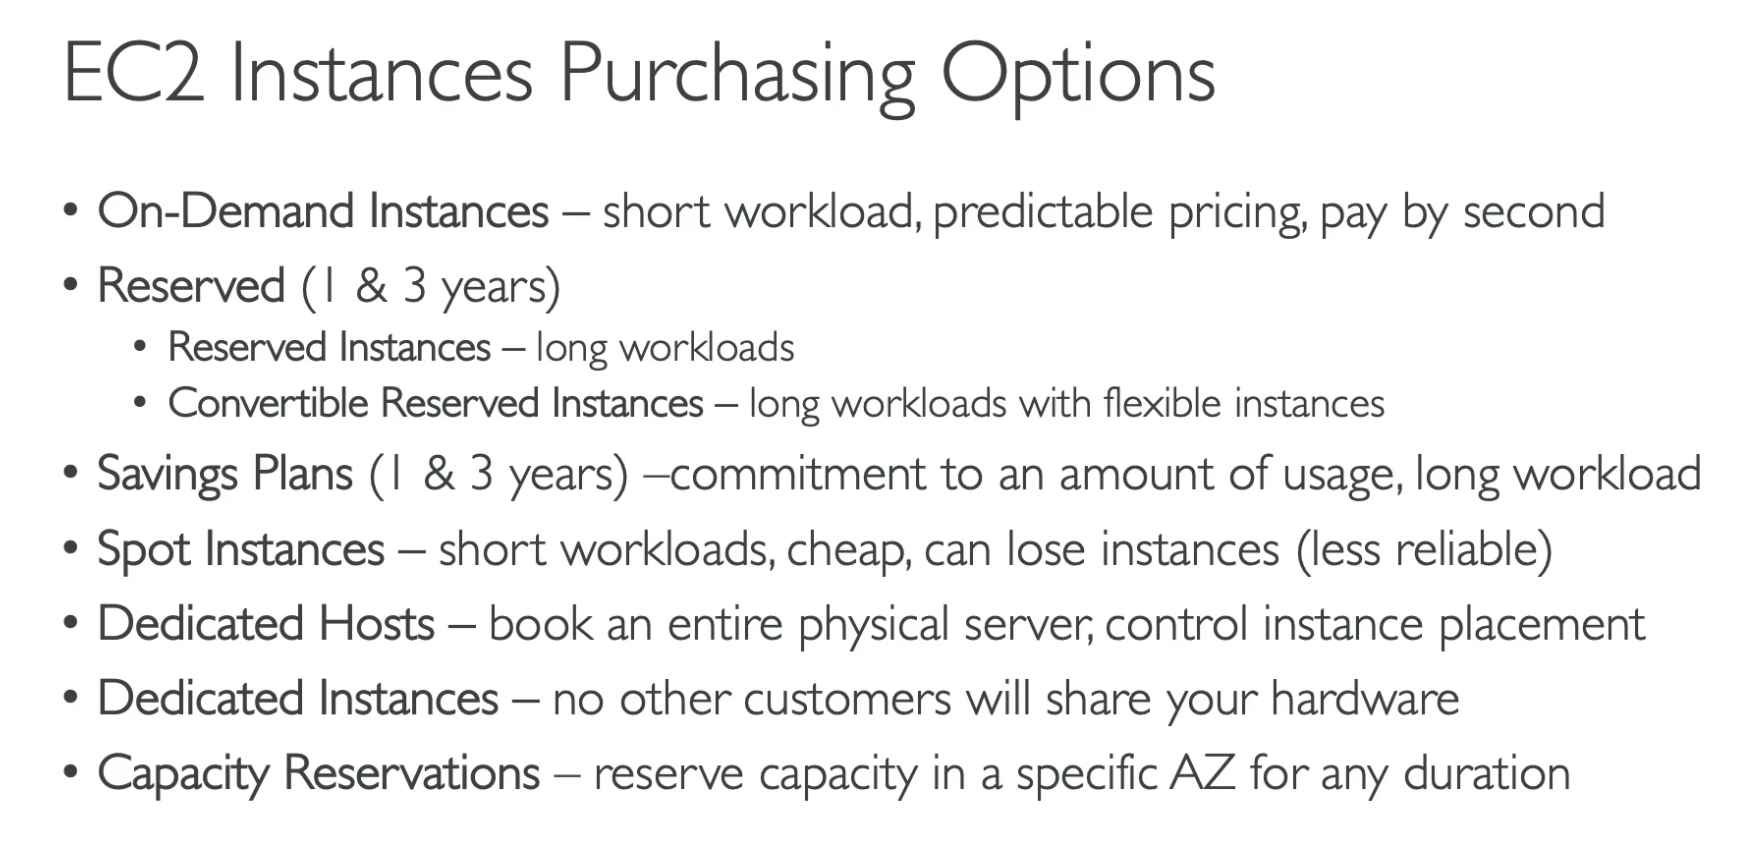 EC2 Instances Purchasing Options
• On-Demand Instances – short workload, predictable pricing, pay by second
• Reserved (1 & 3 years)
• Reserved Instances – long workloads
• Convertible Reserved Instances – long workloads with flexible instances
• Savings Plans (1 & 3 years) –commitment to an amount of usage, long workload
• Spot Instances – short workloads, cheap, can lose instances (less reliable)
• Dedicated Hosts – book an entire physical server, control instance placement
• Dedicated Instances – no other customers will share your hardware
• Capacity Reservations – reserve capacity in a specific AZ for any duration